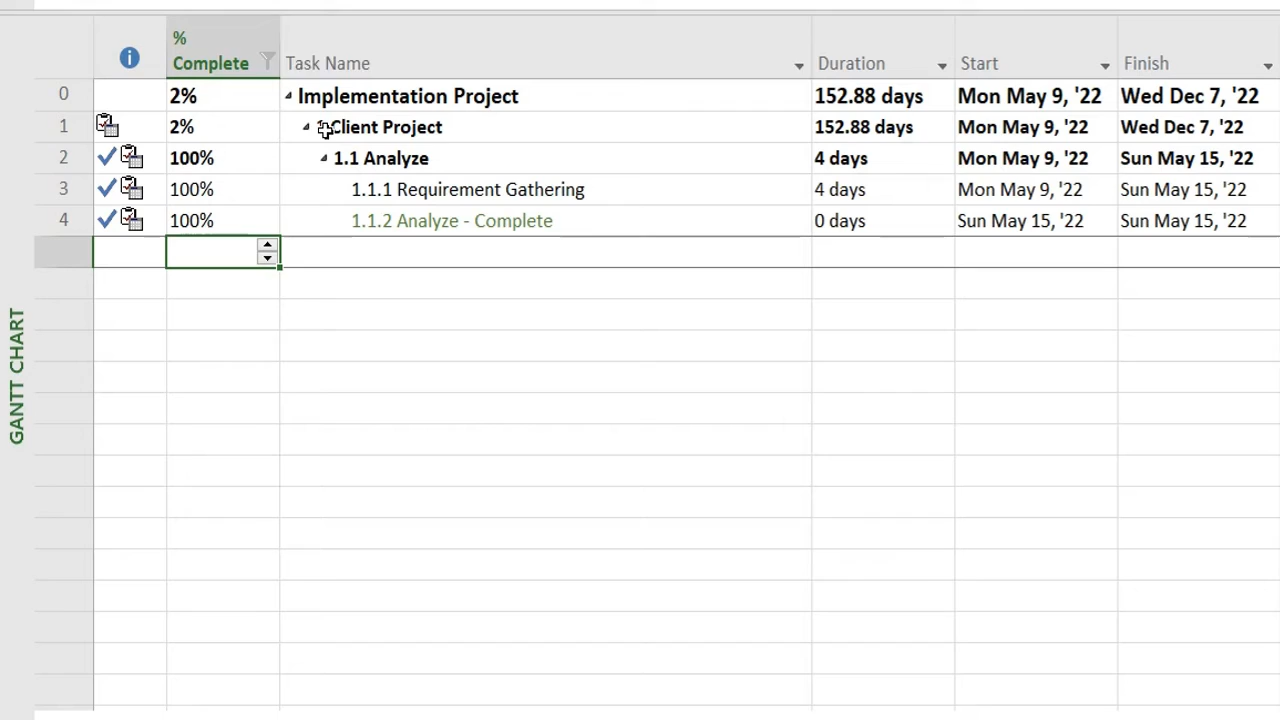 % Complete Task Name Duration Start Finish
0 2% Implementation Project 152.88 days Mon May 9, '22 Wed Dec 7, '22
1 2% Client Project 152.88 days Mon May 9, '22 Wed Dec 7, '22
2 100% 1.1 Analyze 4 days Mon May 9, '22 Sun May 15, '22
3 100% 1.1.1 Requirement Gathering 4 days Mon May 9, '22 Sun May 15, '22
4 100% 1.1.2 Analyze - Complete 0 days Sun May 15, '22 Sun May 15, '22
GANTT CHART